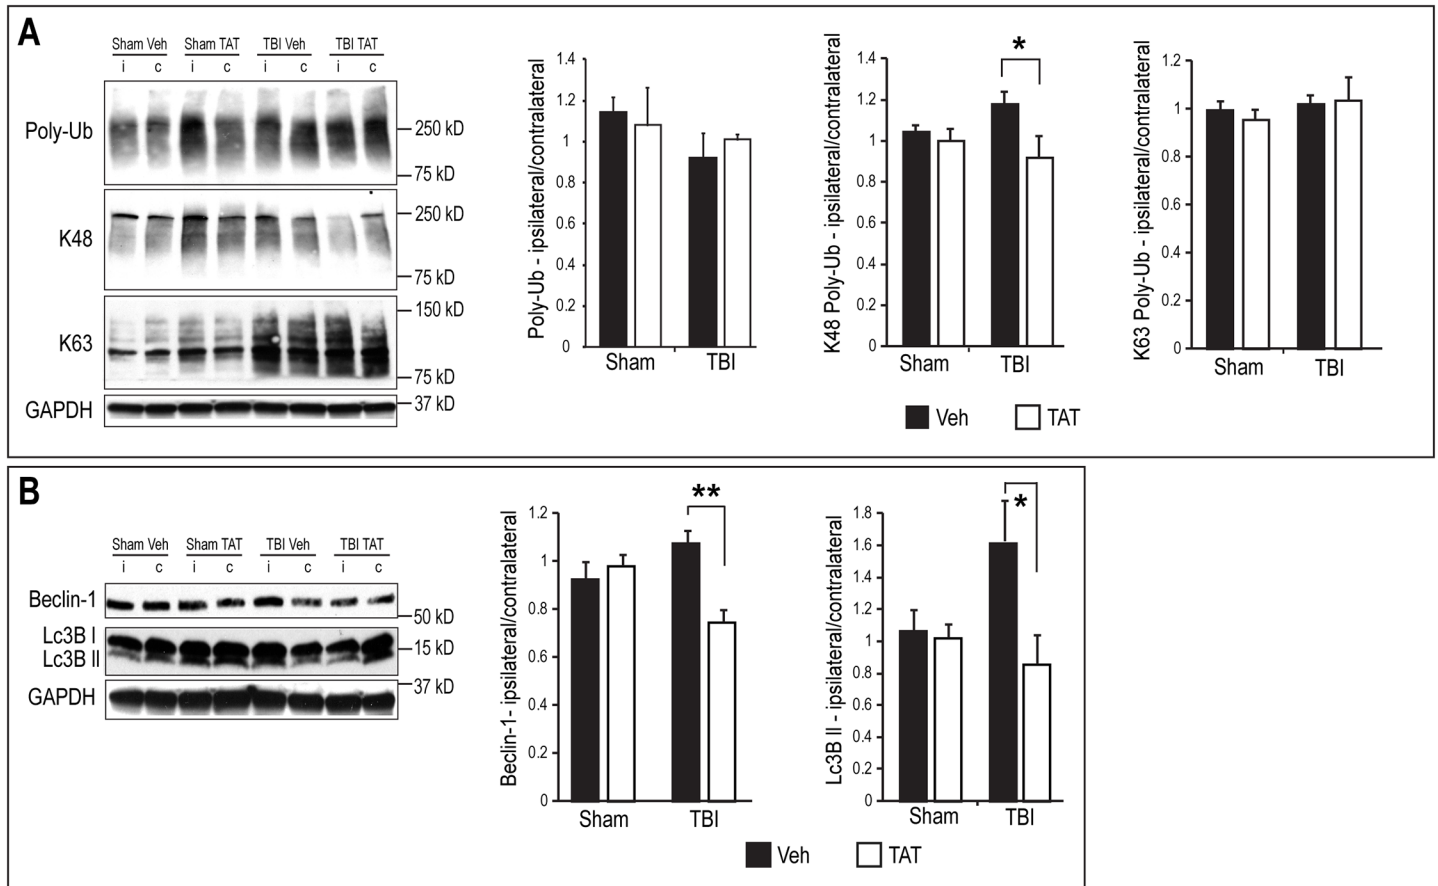 A
Sham Veh Sham TAT TBI Veh TBI TAT
i c i c i c i c
Poly-Ub
250 kD
75 kD
K48
250 kD
75 kD
K63
150 kD
75 kD
GAPDH
37 kD
Poly-Ub - ipsilateral/contralateral
1.4
1.2
1
0.8
0.6
0.4
0.2
0
Sham TBI
K48 Poly-Ub - ipsilateral/contralateral
1.4
1.2
1
0.8
0.6
0.4
0.2
0
*
Sham TBI
K63 Poly-Ub - ipsilateral/contralateral
1.2
1
0.8
0.6
0.4
0.2
0
Sham TBI
Veh TAT
B
Sham Veh Sham TAT TBI Veh TBI TAT
i c i c i c i c
Beclin-1
50 kD
Lc3B I
Lc3B II
15 kD
GAPDH
37 kD
Beclin-1- ipsilateral/contralateral
1.2
1
0.8
0.6
0.4
0.2
0
**
Sham TBI
Lc3B II - ipsilateral/contralateral
1.8
1.6
1.4
1.2
1
0.8
0.6
0.4
0.2
0
*
Sham TBI
Veh TAT